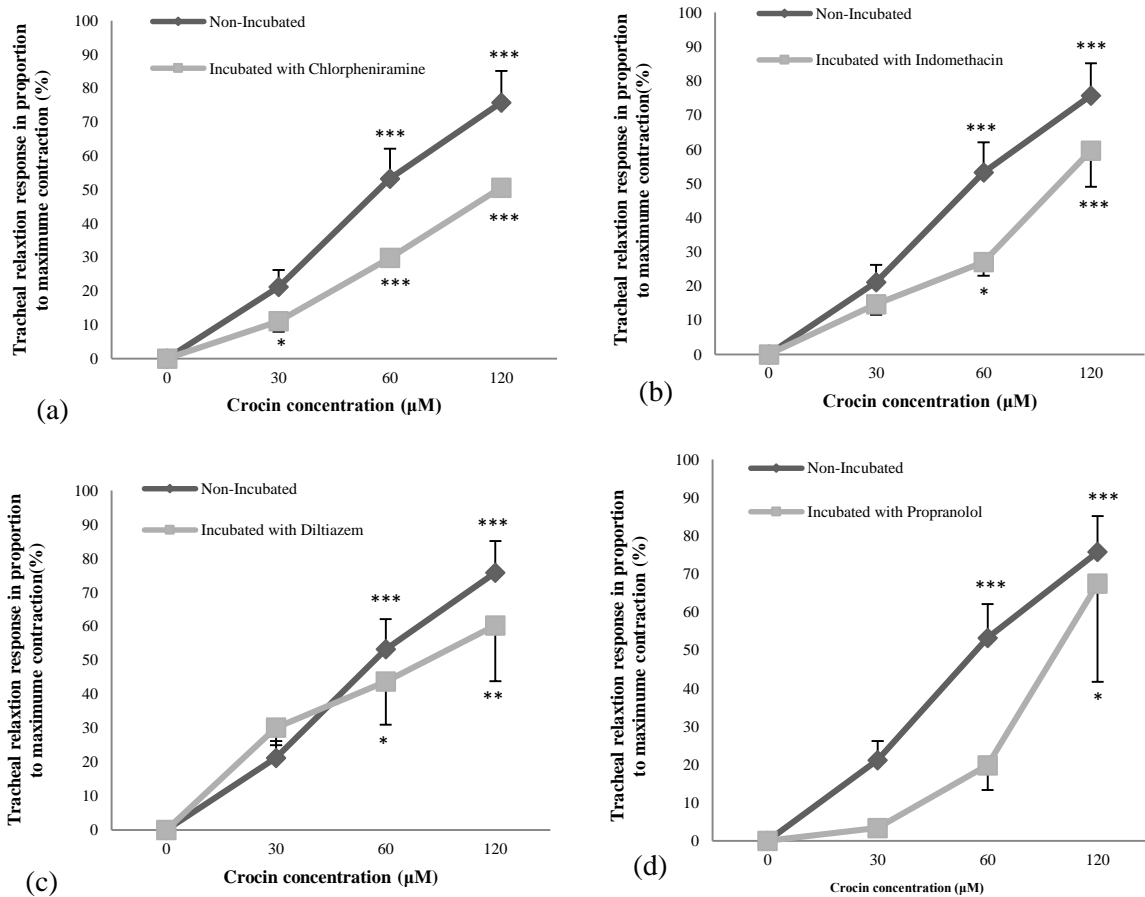 100
90
80
70
60
50
40
30
20
10
0
Tracheal relaxtion response in proportion
to maximume contraction (%)
Non-Incubated
Incubated with Chlorpheniramine
***
***
***
***
*
0 30 60 120
Crocin concentration (µM)
(a)
100
90
80
70
60
50
40
30
20
10
0
Tracheal relaxtion response in proportion
to maximume contraction(%)
Non-Incubated
Incubated with Indomethacin
***
***
***
*
0 30 60 120
Crocin concentration (µM)
(b)
100
90
80
70
60
50
40
30
20
10
0
Tracheal relaxtion response in proportion
to maximume contraction(%)
Non-Incubated
Incubated with Diltiazem
***
***
**
*
0 30 60 120
Crocin concentration (µM)
(c)
100
90
80
70
60
50
40
30
20
10
0
Tracheal relaxtion response in proportion
to maximume contraction (%)
Non-Incubated
Incubated with Propranolol
***
***
*
0 30 60 120
Crocin concentration (µM)
(d)